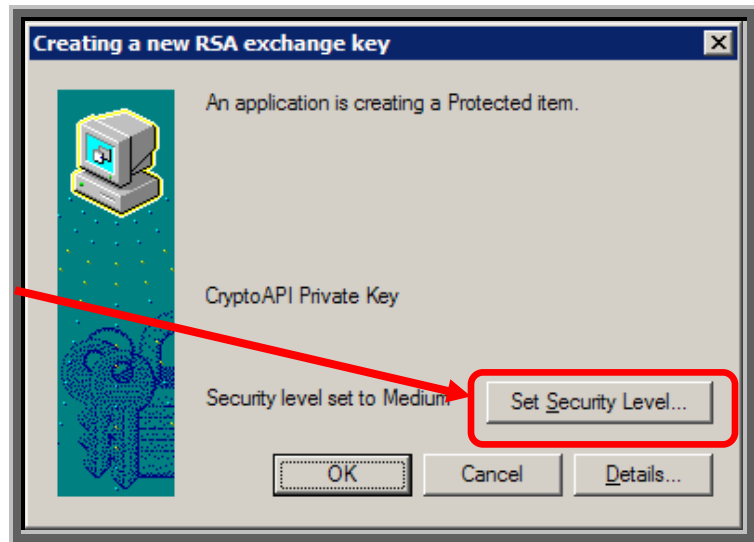 Creating a new RSA exchange key
An application is creating a Protected item.
CryptoAPI Private Key
Security level set to Medium
Set Security Level...
OK
Cancel
Details...